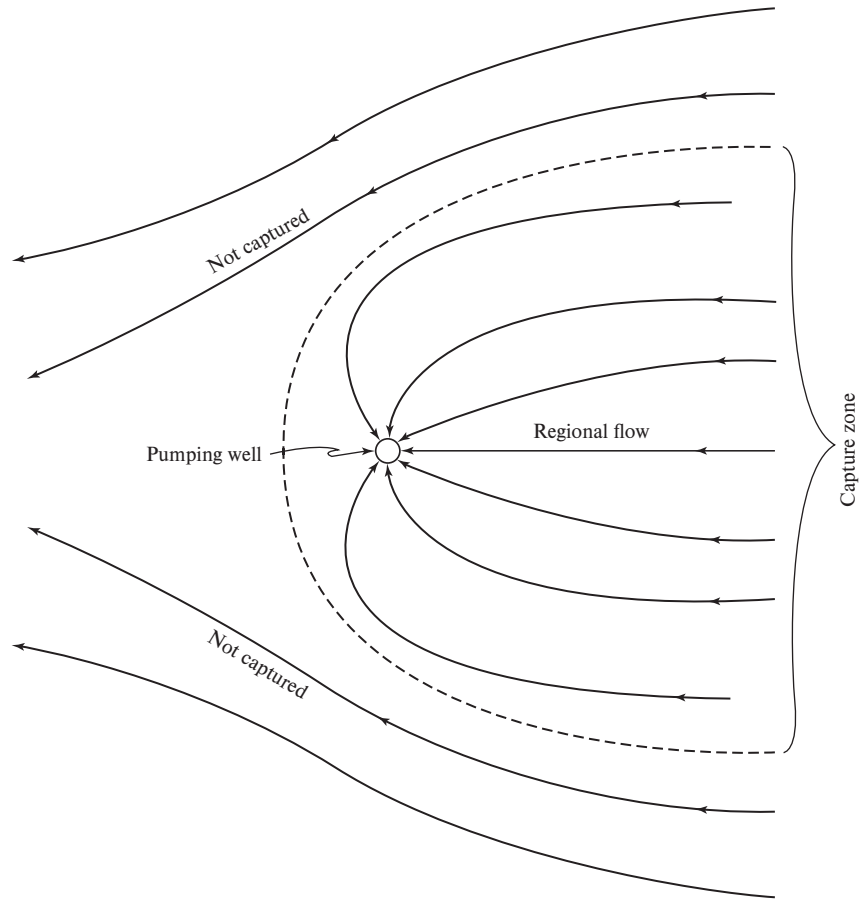 Not captured
Regional flow
Pumping well
Capture zone
Not captured